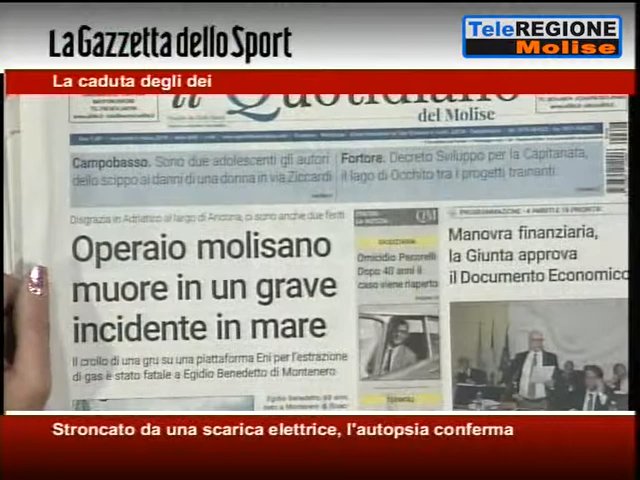 La Gazzetta dello Sport
TeleREGIONE
Molise
La caduta degli dei
il Quotidiano
del Molise
Campobasso. Sono due adolescenti gli autori
dello scippo ai danni di una donna in via Ziccardi
Fortore. Decreto Sviluppo per la Capitanata,
il lago di Occhito tra i progetti trainanti
Disgrazia in Adriatico al largo di Ancona, ci sono anche due feriti
Operaio molisano
muore in un grave
incidente in mare
Il crollo di una gru su una piattaforma Eni per l'estrazione
di gas è stato fatale a Egidio Benedetto di Montenero
QM
Omicidio Pecorelli
Dopo 40 anni il
caso viene riaperto
Manovra finanziaria,
la Giunta approva
il Documento Economico
Stroncato da una scarica elettrice, l'autopsia conferma